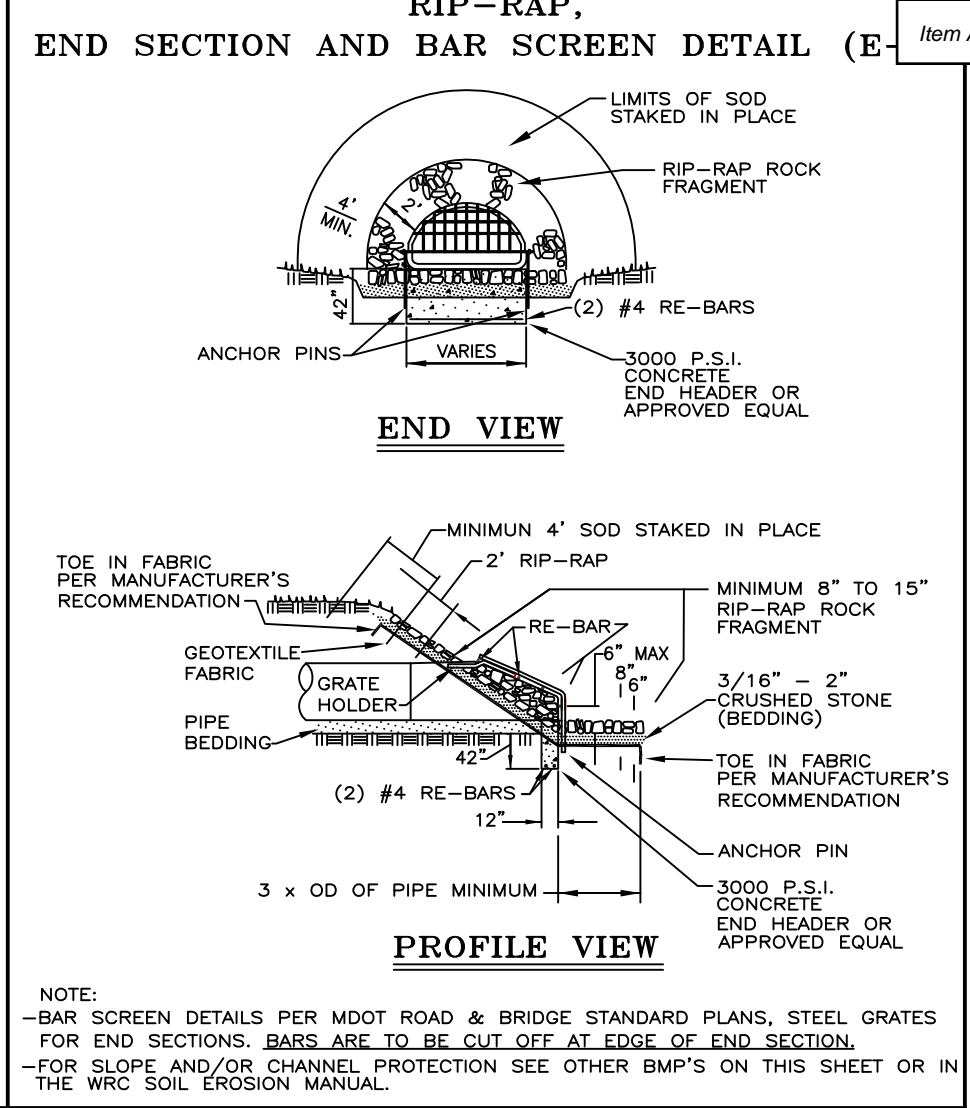 RIP-RAP,
END SECTION AND BAR SCREEN DETAIL (E-
Item
LIMITS OF SOD
STAKED IN PLACE
RIP-RAP ROCK
FRAGMENT
4'
MIN.
2'
42"
(2) #4 RE-BARS
ANCHOR PINS
VARIES
3000 P.S.I.
CONCRETE
END HEADER OR
APPROVED EQUAL
END VIEW
MINIMUN 4' SOD STAKED IN PLACE
2' RIP-RAP
TOE IN FABRIC
PER MANUFACTURER'S
RECOMMENDATION
MINIMUM 8" TO 15"
RIP-RAP ROCK
FRAGMENT
RE-BAR
GEOTEXTILE
FABRIC
6" MAX
8"
6"
GRATE
HOLDER
3/16" - 2"
CRUSHED STONE
(BEDDING)
PIPE
BEDDING
42"
TOE IN FABRIC
PER MANUFACTURER'S
RECOMMENDATION
(2) #4 RE-BARS
12"
ANCHOR PIN
3 x OD OF PIPE MINIMUM
3000 P.S.I.
CONCRETE
END HEADER OR
APPROVED EQUAL
PROFILE VIEW
NOTE:
-BAR SCREEN DETAILS PER MDOT ROAD & BRIDGE STANDARD PLANS, STEEL GRATES
FOR END SECTIONS. BARS ARE TO BE CUT OFF AT EDGE OF END SECTION.
-FOR SLOPE AND/OR CHANNEL PROTECTION SEE OTHER BMP'S ON THIS SHEET OR IN
THE WRC SOIL EROSION MANUAL.